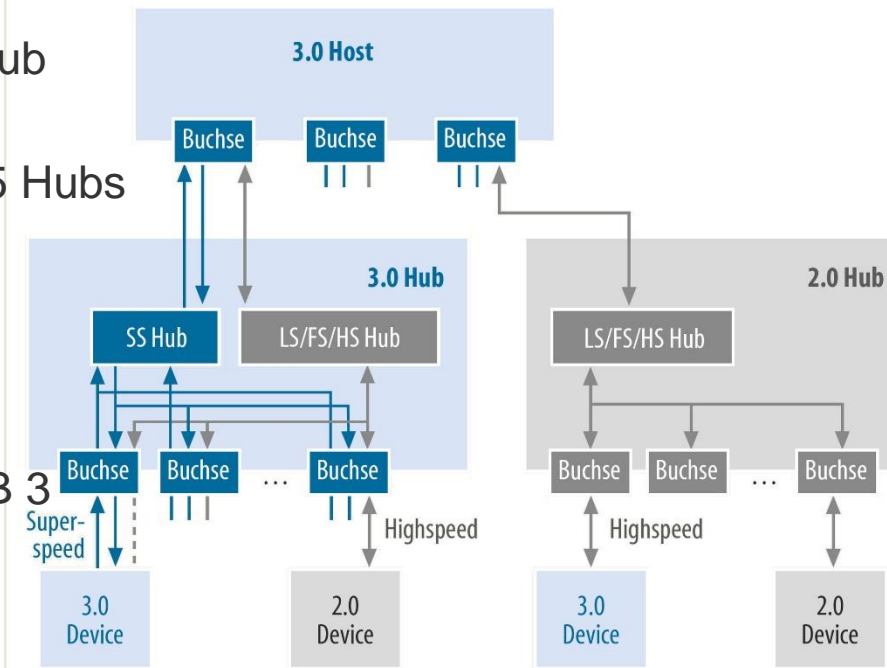 ub
5 Hubs
B 3
3.0 Host
Buchse Buchse Buchse
3.0 Hub
2.0 Hub
SS Hub
LS/FS/HS Hub
LS/FS/HS Hub
Buchse Buchse ... Buchse
Buchse Buchse ... Buchse
Super-
speed
Highspeed
Highspeed
3.0
Device
2.0
Device
3.0
Device
2.0
Device